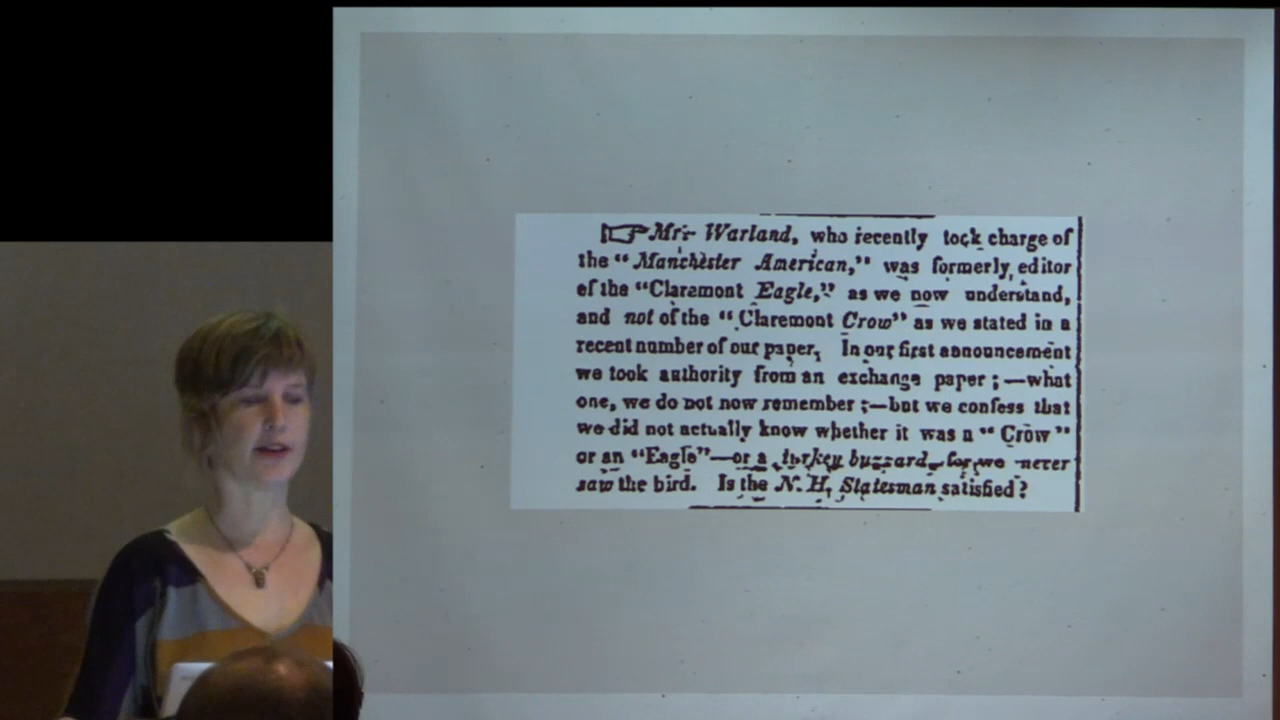 ☞Mr. Warland, who recently took charge of
the "Manchester American," was formerly editor
of the "Claremont Eagle," as we now understand,
and not of the "Claremont Crow" as we stated in a
recent number of our paper. In our first announcement
we took authority from an exchange paper;—what
one, we do not now remember;—but we confess that
we did not actually know whether it was a "Crow"
or an "Eagle"—or a turkey buzzard, for we never
saw the bird. Is the N. H. Statesman satisfied?